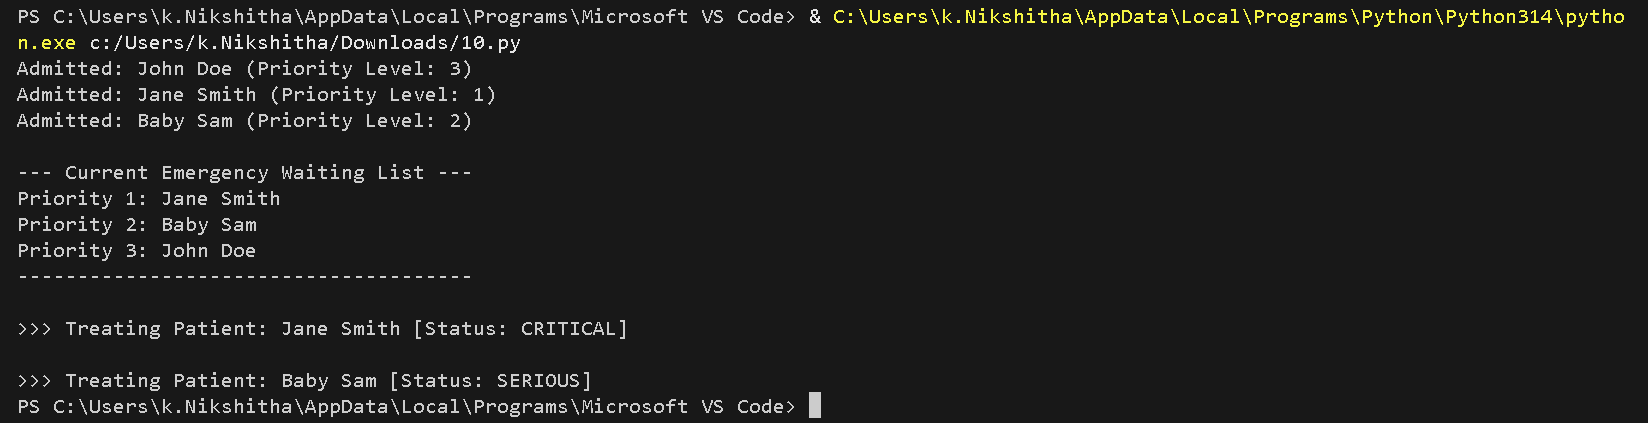 PS C:\Users\k.Nikshitha\AppData\Local\Programs\Microsoft VS Code> & C:\Users\k.Nikshitha\AppData\Local\Programs\Python\Python314\pytho
n.exe c:/Users/k.Nikshitha/Downloads/10.py
Admitted: John Doe (Priority Level: 3)
Admitted: Jane Smith (Priority Level: 1)
Admitted: Baby Sam (Priority Level: 2)
--- Current Emergency Waiting List ---
Priority 1: Jane Smith
Priority 2: Baby Sam
Priority 3: John Doe
--------------------------------------
>>> Treating Patient: Jane Smith [Status: CRITICAL]
>>> Treating Patient: Baby Sam [Status: SERIOUS]
PS C:\Users\k.Nikshitha\AppData\Local\Programs\Microsoft VS Code>